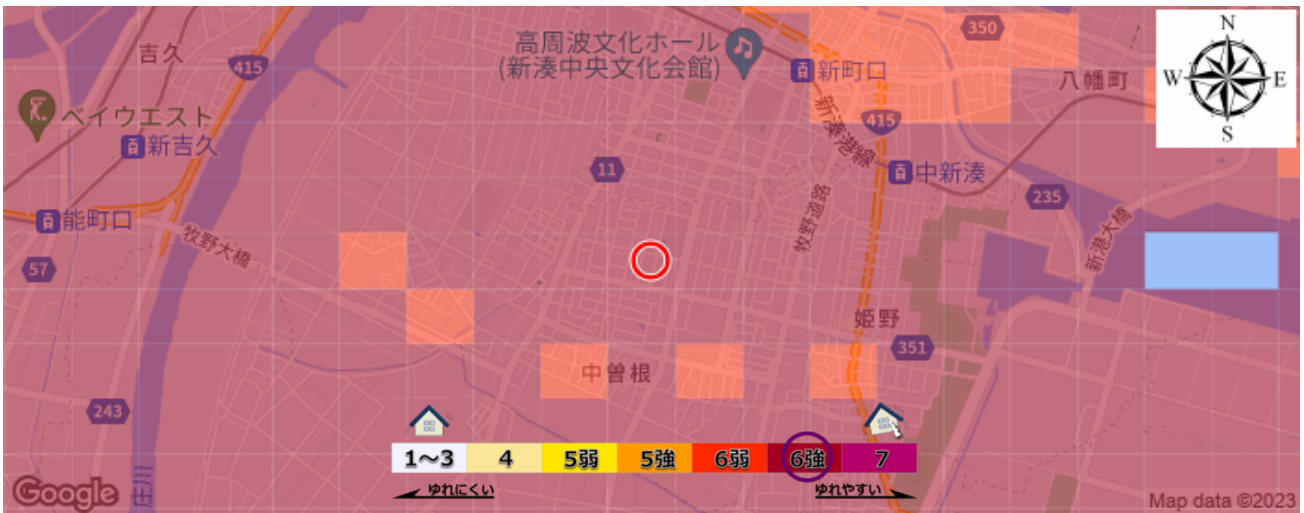 350
N
吉久
415
高周波文化ホール
(新湊中央文化会館)
新町口
八幡町
W
E
ベイウエスト
S
新吉久
415
新湊港線
11
中新湊
235
能町口
牧野大橋
牧野道路
新港大橋
57
姫野
351
中曽根
243
1〜3
4
5弱
5強
6弱
6強
7
ゆれにくい
ゆれやすい
庄川
Google
Map data ©2023